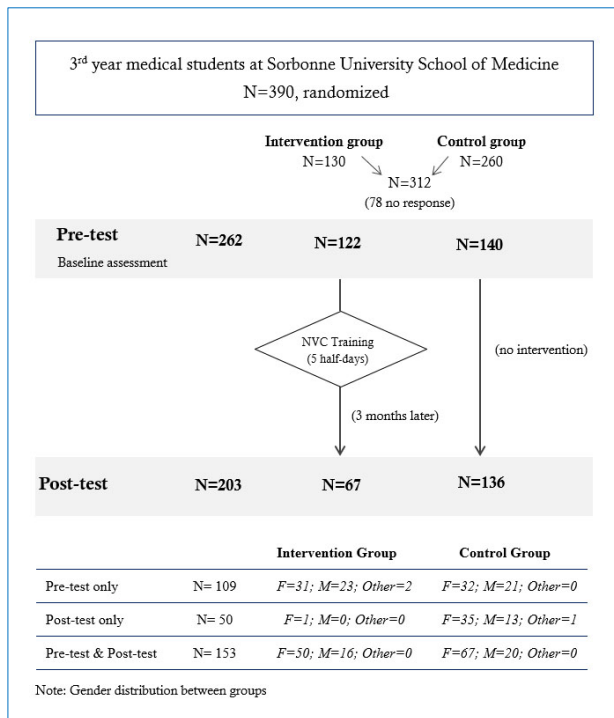 3rd year medical students at Sorbonne University School of Medicine
N=390, randomized
Intervention group Control group
N=130 N=260
N=312
(78 no response)
Pre-test N=262 N=122 N=140
Baseline assessment
NVC Training
(5 half-days)
(no intervention)
(3 months later)
Post-test N=203 N=67 N=136
Intervention Group Control Group
Pre-test only N= 109 F=31; M=23; Other=2 F=32; M=21; Other=0
Post-test only N= 50 F=1; M=0; Other=0 F=35; M=13; Other=1
Pre-test & Post-test N= 153 F=50; M=16; Other=0 F=67; M=20; Other=0
Note: Gender distribution between groups